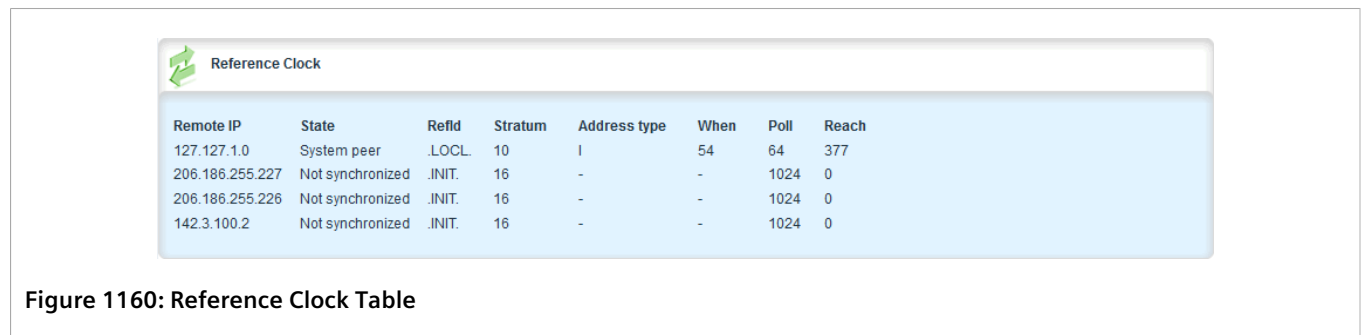 Reference Clock
Remote IP State RefId Stratum Address type When Poll Reach
127.127.1.0 System peer .LOCL. 10 l 54 64 377
206.186.255.227 Not synchronized .INIT. 16 - - 1024 0
206.186.255.226 Not synchronized .INIT. 16 - - 1024 0
142.3.100.2 Not synchronized .INIT. 16 - - 1024 0
Figure 1160: Reference Clock Table